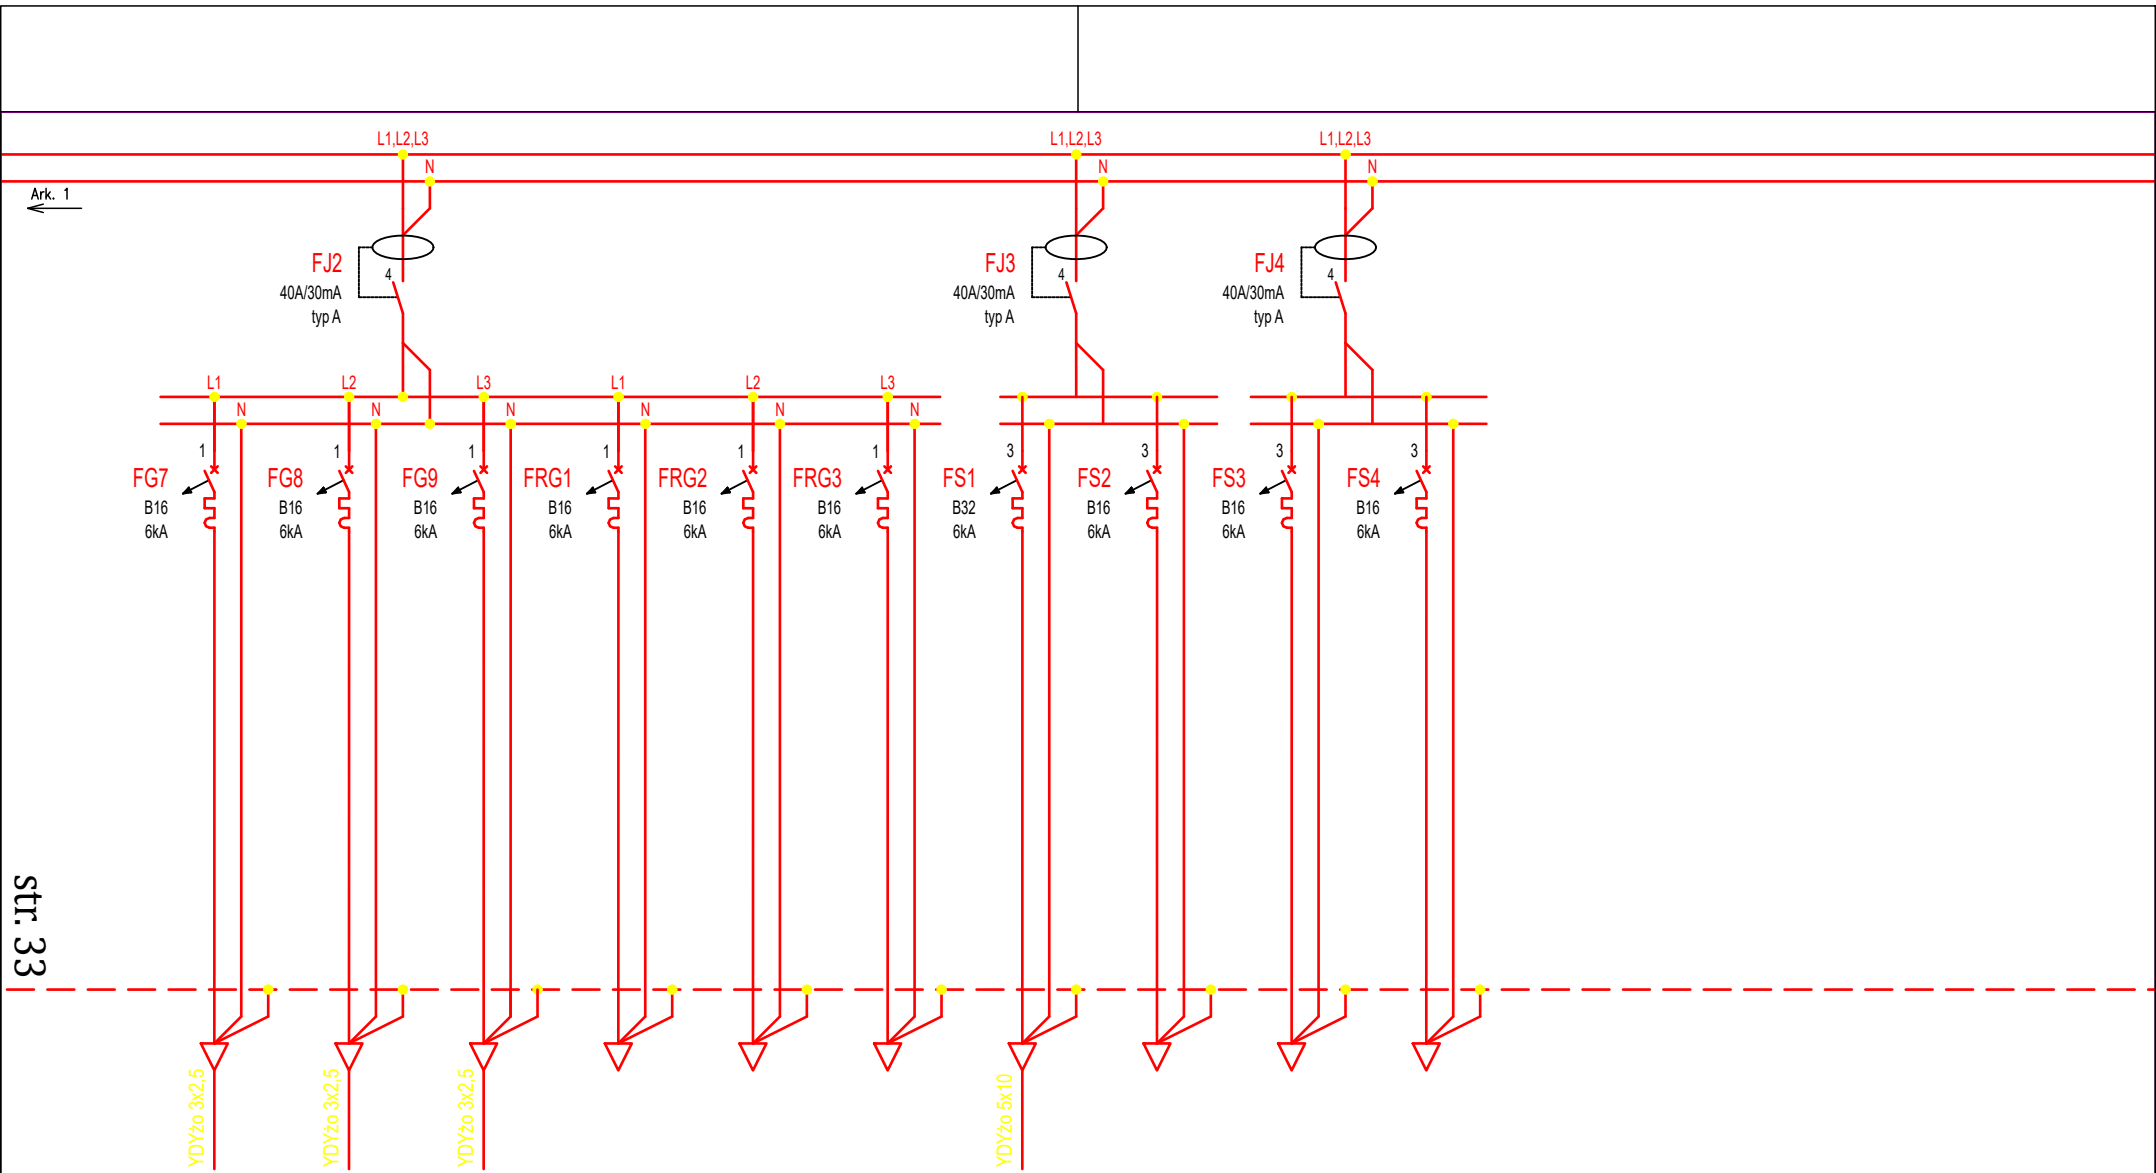 L1,L2,L3
L1,L2,L3
L1,L2,L3
N
N
N
Ark. 1
FJ2
4
40A/30mA
typ A
FJ3
4
40A/30mA
typ A
FJ4
4
40A/30mA
typ A
L1
L2
L3
L1
L2
L3
N
N
N
N
N
N
1
FG7
B16
6kA
1
FG8
B16
6kA
1
FG9
B16
6kA
1
FRG1
B16
6kA
1
FRG2
B16
6kA
1
FRG3
B16
6kA
3
FS1
B32
6kA
3
FS2
B16
6kA
3
FS3
B16
6kA
3
FS4
B16
6kA
str. 33
YDYżo 3x2,5
YDYżo 3x2,5
YDYżo 3x2,5
YDYżo 5x10